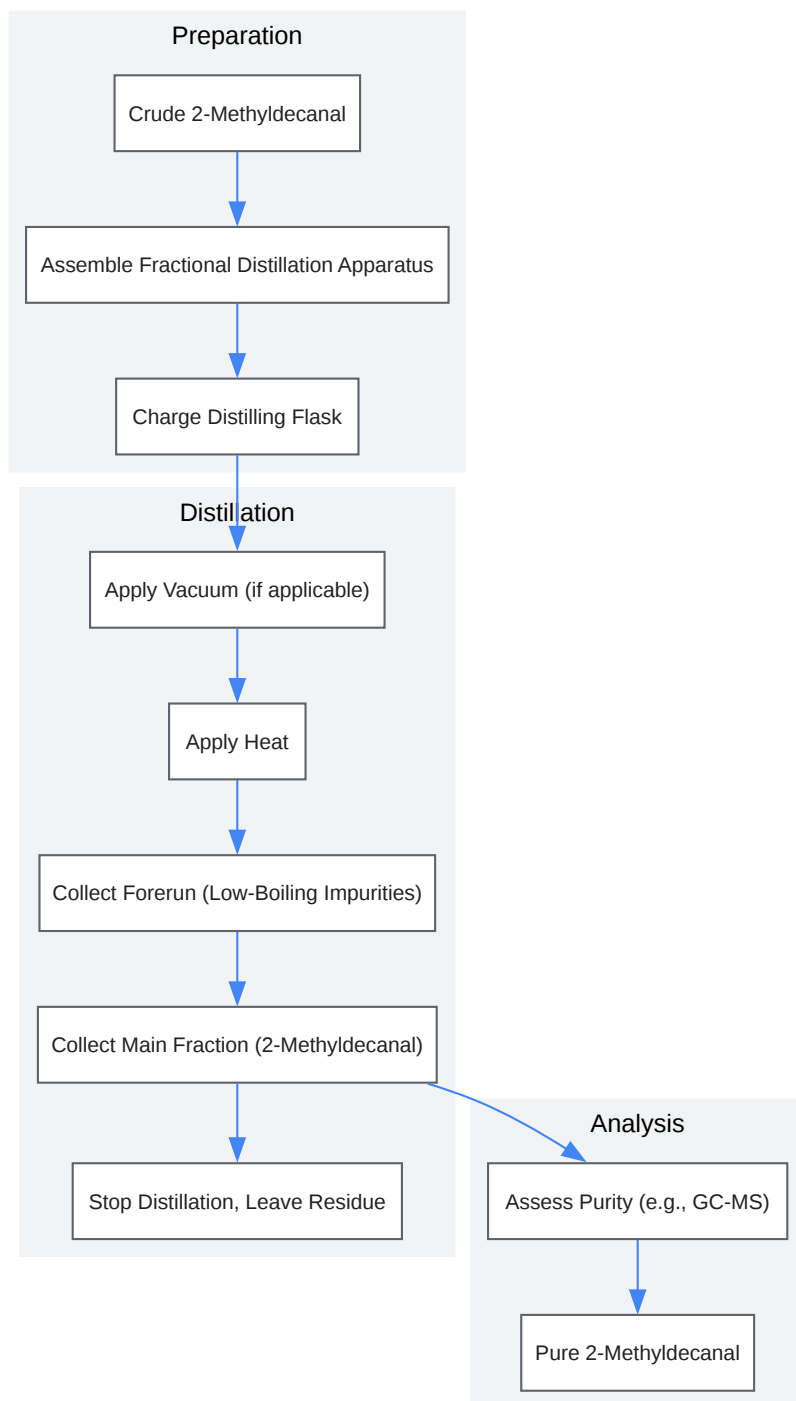 Preparation
Crude 2-Methyldecanal
Assemble Fractional Distillation Apparatus
Charge Distilling Flask
Distillation
Apply Vacuum (if applicable)
Apply Heat
Collect Forerun (Low-Boiling Impurities)
Collect Main Fraction (2-Methyldecanal)
Stop Distillation, Leave Residue
Analysis
Assess Purity (e.g., GC-MS)
Pure 2-Methyldecanal